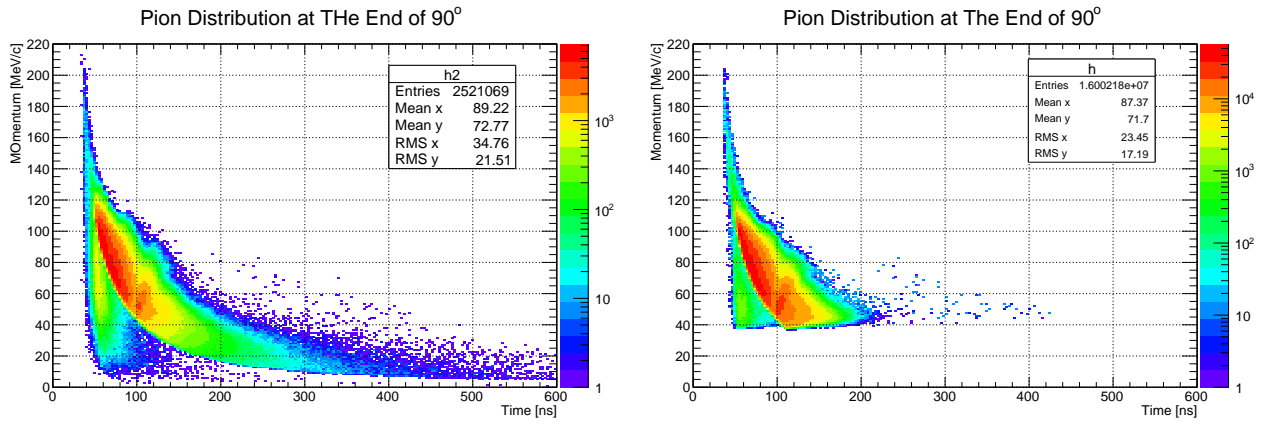 Pion Distribution at THe End of 90°
MOmentum [MeV/c]
220
200
180
160
140
120
100
80
60
40
20
0
0 100 200 300 400 500 600
Time [ns]
h2
Entries 2521069
Mean x 89.22
Mean y 72.77
RMS x 34.76
RMS y 21.51
10³
10²
10
1
Pion Distribution at The End of 90°
Momentum [MeV/c]
220
200
180
160
140
120
100
80
60
40
20
0
0 100 200 300 400 500 600
Time [ns]
h
Entries 1.600218e+07
Mean x 87.37
Mean y 71.7
RMS x 23.45
RMS y 17.19
10⁴
10³
10²
10
1